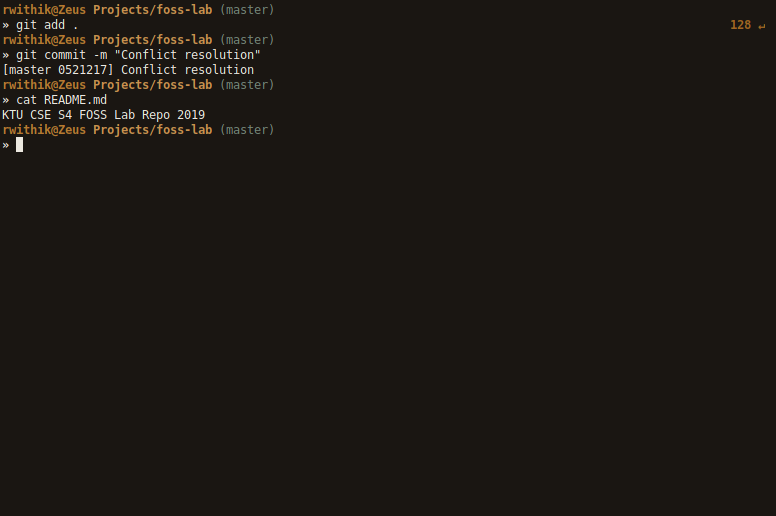 rwithik@Zeus Projects/foss-lab (master)
» git add . 128 ↵
rwithik@Zeus Projects/foss-lab (master)
» git commit -m "Conflict resolution"
[master 0521217] Conflict resolution
rwithik@Zeus Projects/foss-lab (master)
» cat README.md
KTU CSE S4 FOSS Lab Repo 2019
rwithik@Zeus Projects/foss-lab (master)
»